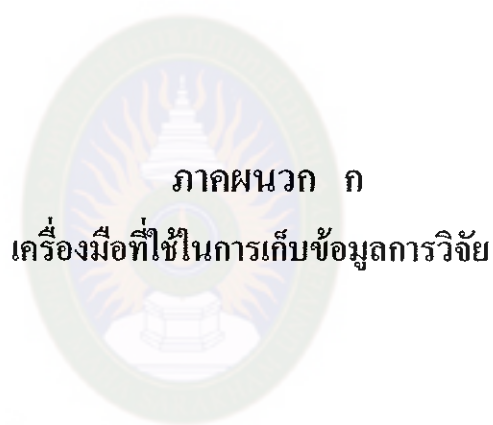 ภาคผนวก ก
เครื่องมือที่ใช้ในการเก็บข้อมูลการวิจัย